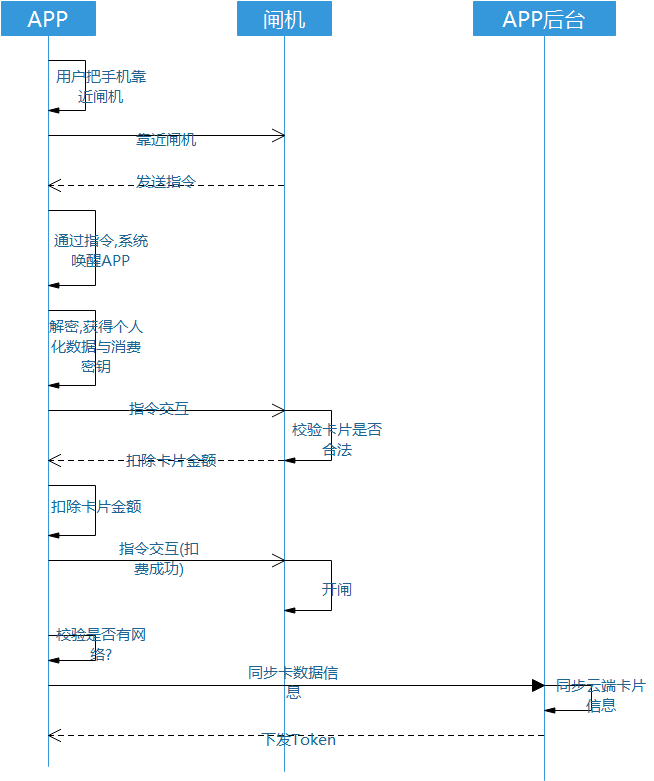 APP
闸机
APP后台
用户把手机靠
近闸机
靠近闸机
发送指令
通过指令,系统
唤醒APP
解密,获得个人
化数据与消费
密钥
指令交互
校验卡片是否
合法
扣除卡片金额
扣除卡片金额
指令交互(扣
费成功)
开闸
校验是否有网
络?
同步卡数据信
息
同步云端卡片
信息
下发Token